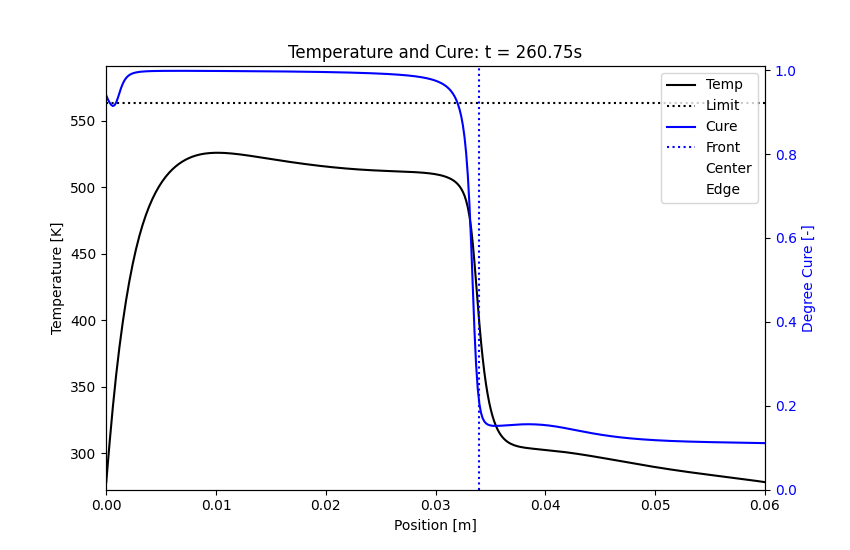 Temperature and Cure: t = 260.75s
Temp
Limit
Cure
Front
Center
Edge
Temperature [K]
550
500
450
400
350
300
Degree Cure [-]
1.0
0.8
0.6
0.4
0.2
0.0
0.00 0.01 0.02 0.03 0.04 0.05 0.06
Position [m]